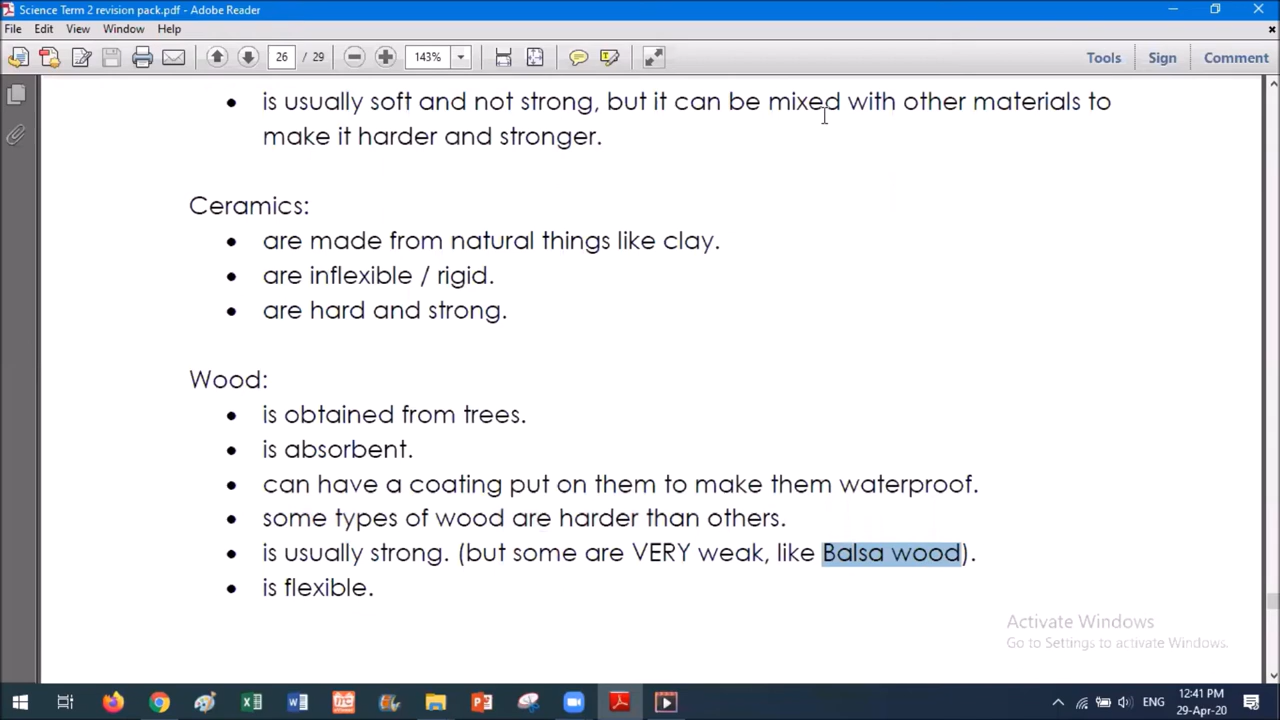 Science Term 2 revision pack.pdf - Adobe Reader
File Edit View Window Help
26 / 29 143% Tools Sign Comment
• is usually soft and not strong, but it can be mixed with other materials to
make it harder and stronger.
Ceramics:
• are made from natural things like clay.
• are inflexible / rigid.
• are hard and strong.
Wood:
• is obtained from trees.
• is absorbent.
• can have a coating put on them to make them waterproof.
• some types of wood are harder than others.
• is usually strong. (but some are VERY weak, like Balsa wood).
• is flexible.
Activate Windows
Go to Settings to activate Windows.
ENG 12:41 PM
29-Apr-20